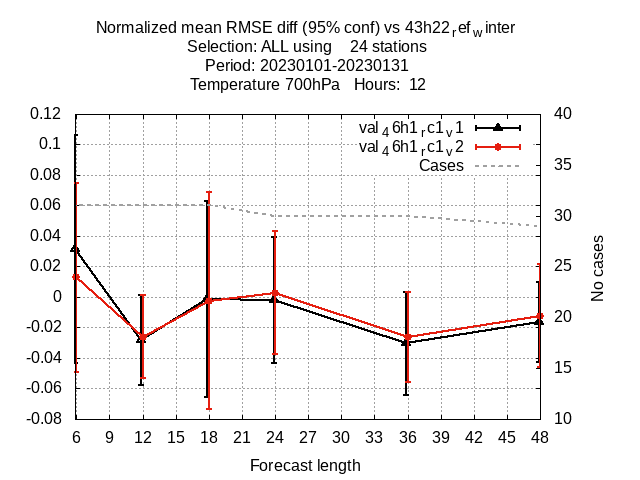 Normalized mean RMSE diff (95% conf) vs 43h22refwinter
Selection: ALL using 24 stations
Period: 20230101-20230131
Temperature 700hPa Hours: 12
val46h1rc1v1
val46h1rc1v2
Cases
0.12
0.1
0.08
0.06
0.04
0.02
0
-0.02
-0.04
-0.06
-0.08
40
35
30
25
20
15
10
No cases
6 9 12 15 18 21 24 27 30 33 36 39 42 45 48
Forecast length